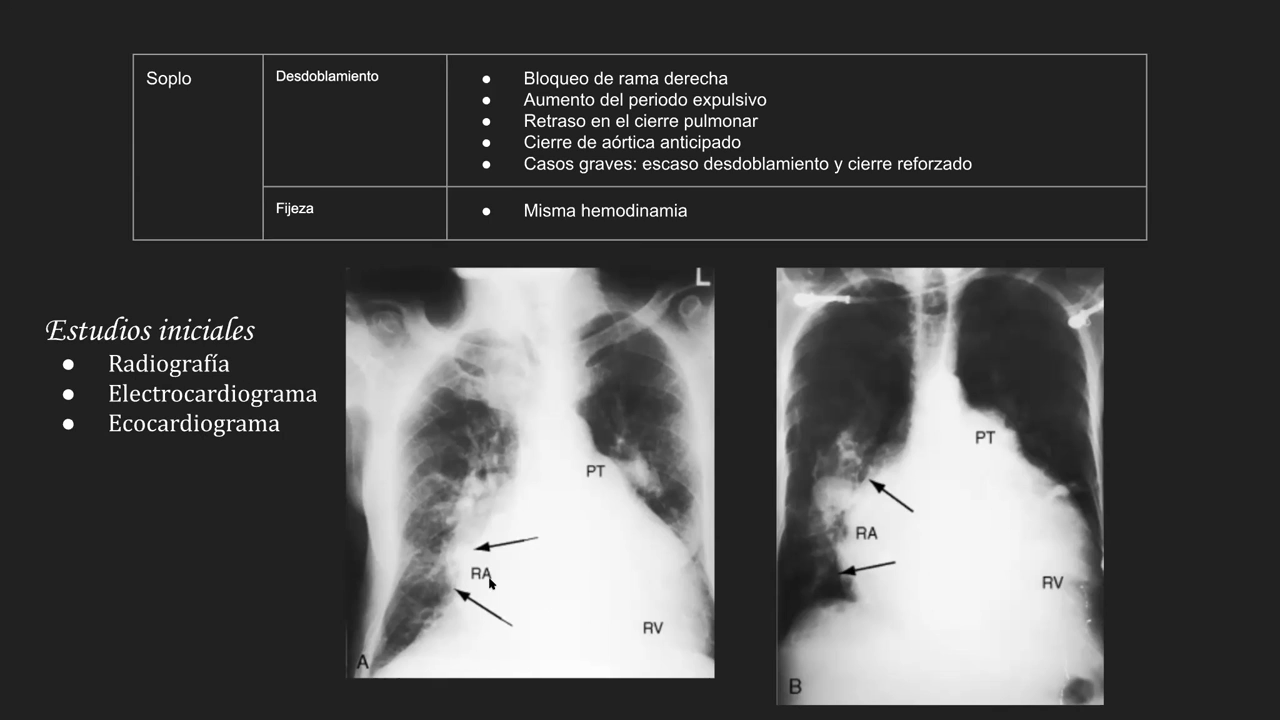 Soplo
Desdoblamiento
● Bloqueo de rama derecha
● Aumento del periodo expulsivo
● Retraso en el cierre pulmonar
● Cierre de aórtica anticipado
● Casos graves: escaso desdoblamiento y cierre reforzado
Fijeza
● Misma hemodinamia
Estudios iniciales
● Radiografía
● Electrocardiograma
● Ecocardiograma
L
PT
RA
RV
A
PT
RA
RV
B